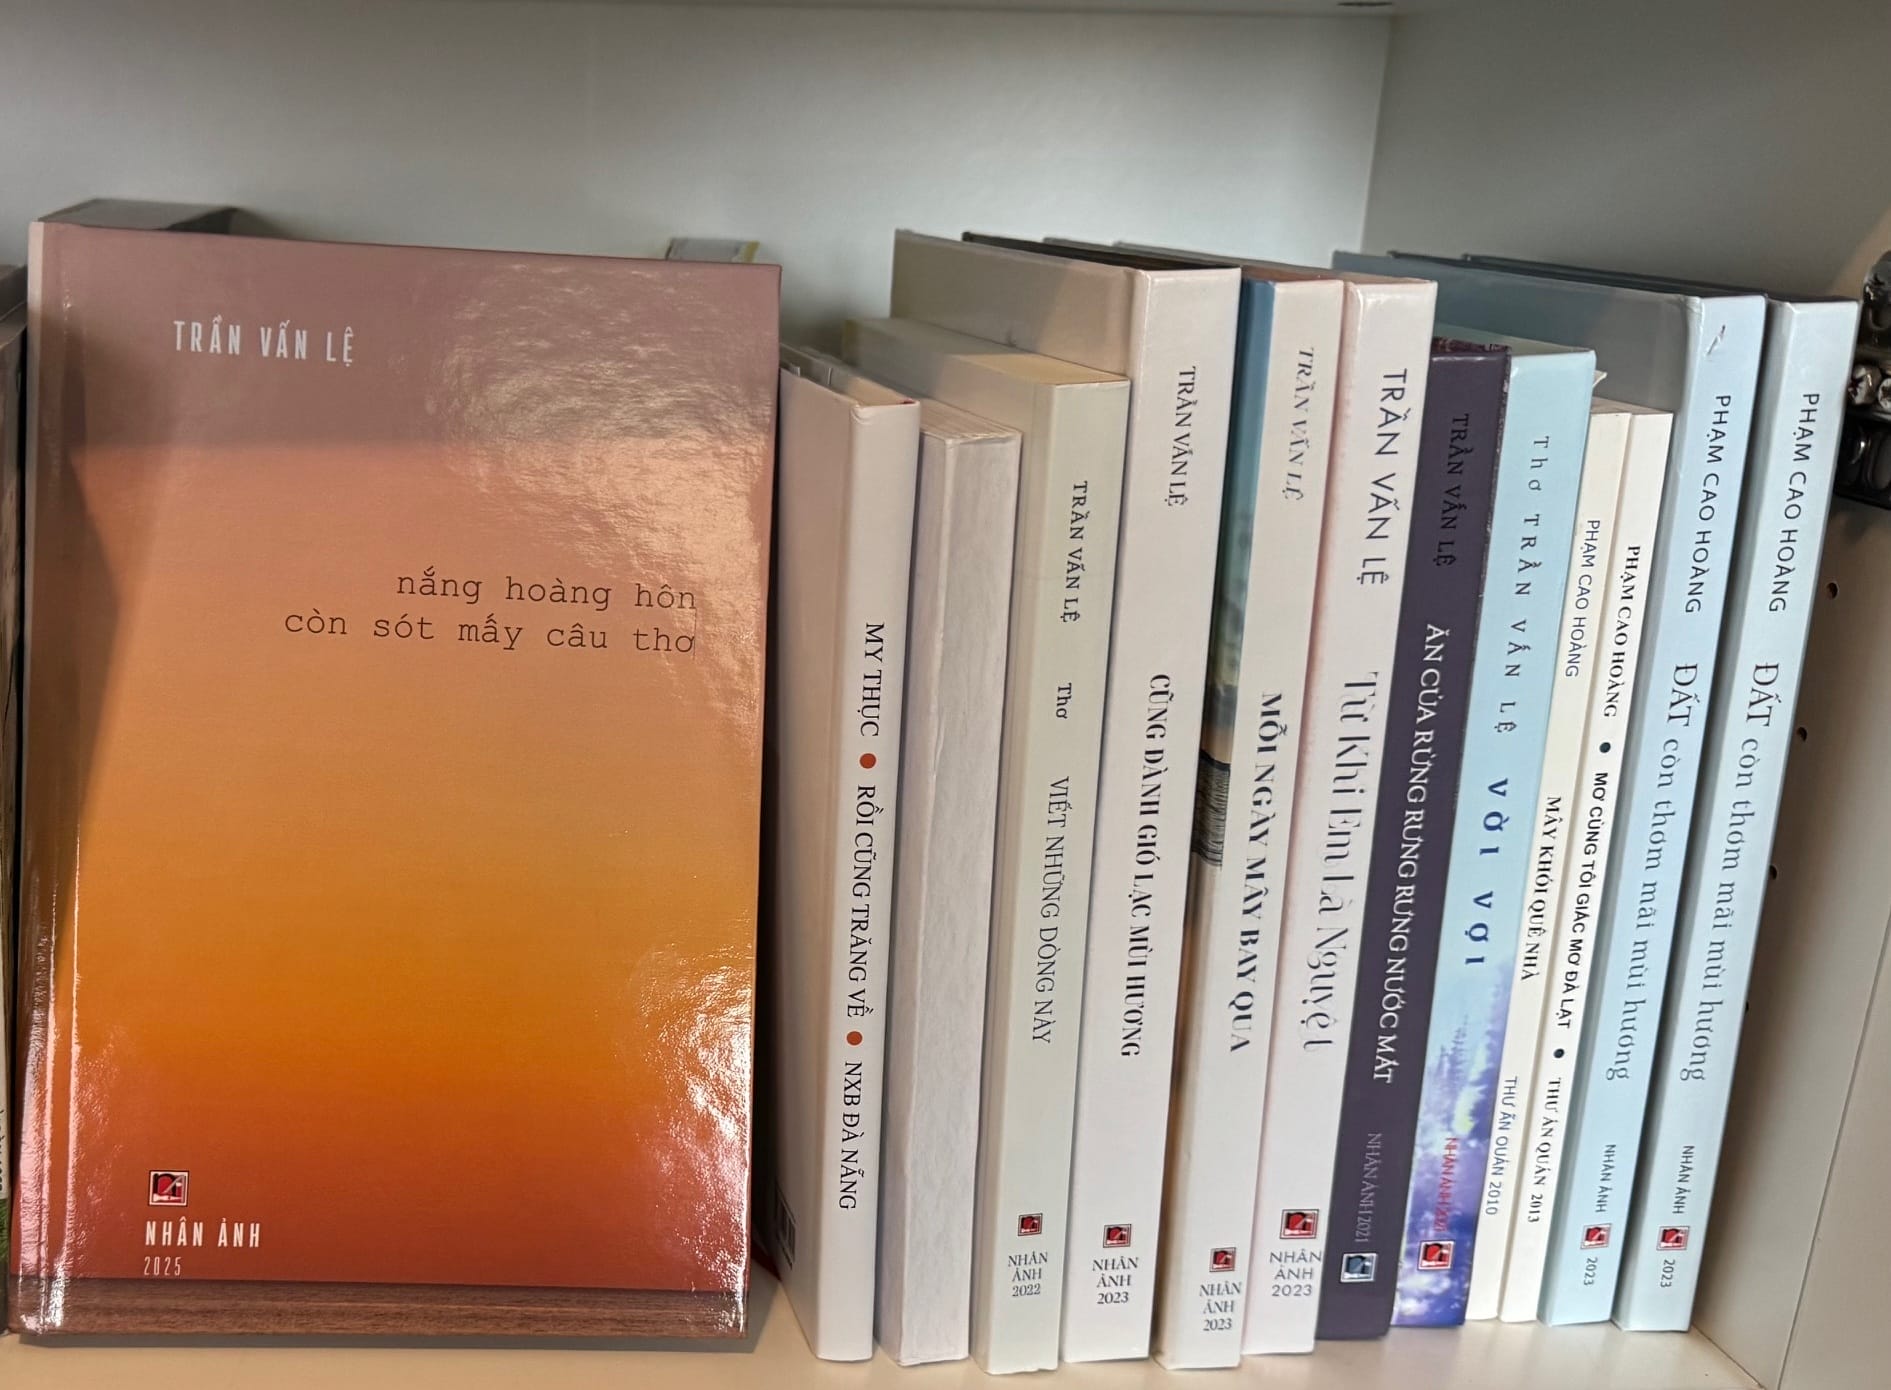 TRẦN VẤN LỆ
nắng hoàng hôn
còn sót mấy câu thơ
NHÂN ẢNH
2025
MY THỤC • RỒI CŨNG TRĂNG VỀ • NXB ĐÀ NẴNG
TRẦN VẤN LỆ Thơ VIẾT NHỮNG DÒNG NÀY
NHÂN
ẢNH
2022
TRẦN VẤN LỆ CŨNG DÀNH GIÓ LẠC MÙI HƯƠNG
NHÂN
ẢNH
2023
TRẦN VẤN LỆ MỖI NGÀY MÂY BAY QUA
NHÂN
ẢNH
2023
TRẦN VẤN LỆ Từ Khi Em Là Nguyệt
NHÂN
ẢNH
2023
TRẦN VẤN LỆ ĂN CỦA RỪNG RƯNG RƯNG NƯỚC MẮT NHÂN ẢNH 2021
Thơ TRẦN VẤN LỆ VỜI VỢI NHÂN ẢNH 2021
PHẠM CAO HOÀNG MÂY KHÓI QUÊ NHÀ THƯ ẤN QUÁN 2010
PHẠM CAO HOÀNG • MƠ CÙNG TÔI GIẤC MƠ ĐÀ LẠT • THƯ ẤN QUÁN 2013
PHẠM CAO HOÀNG ĐẤT còn thơm mãi mùi hương NHÂN ẢNH 2023
PHẠM CAO HOÀNG ĐẤT còn thơm mãi mùi hương NHÂN ẢNH 2023